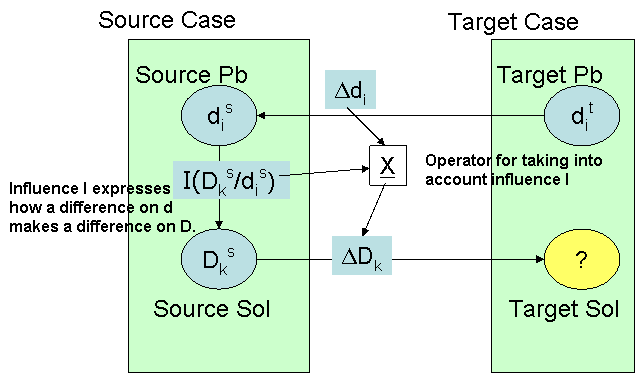 Source Case
Target Case
Source Pb
Target Pb
Δdᵢ
dᵢˢ
dᵢᵗ
I(Dₖˢ/dᵢˢ)
X
Operator for taking into
account influence I
Influence I expresses
how a difference on d
makes a difference on D.
Dₖˢ
ΔDₖ
?
Source Sol
Target Sol